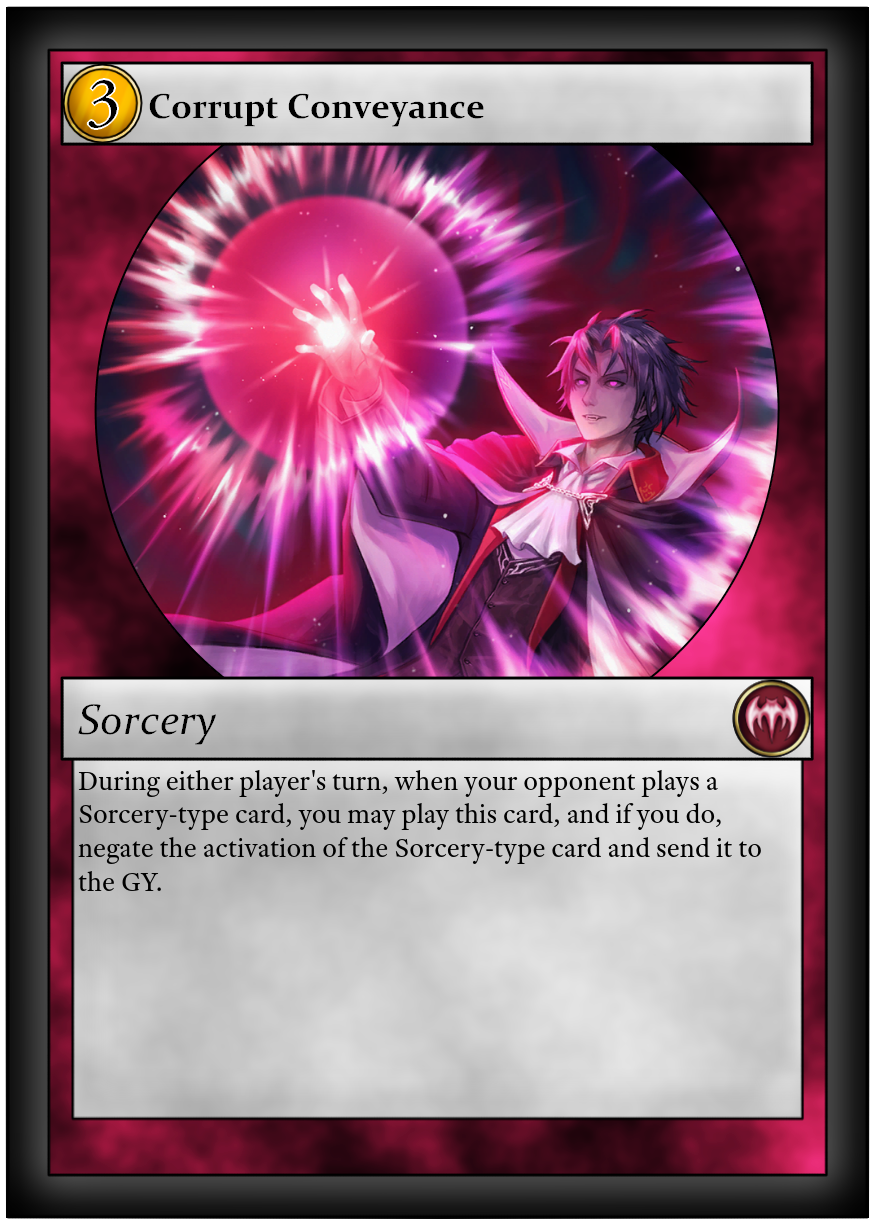 3 Corrupt Conveyance
Sorcery
During either player's turn, when your opponent plays a
Sorcery-type card, you may play this card, and if you do,
negate the activation of the Sorcery-type card and send it to
the GY.